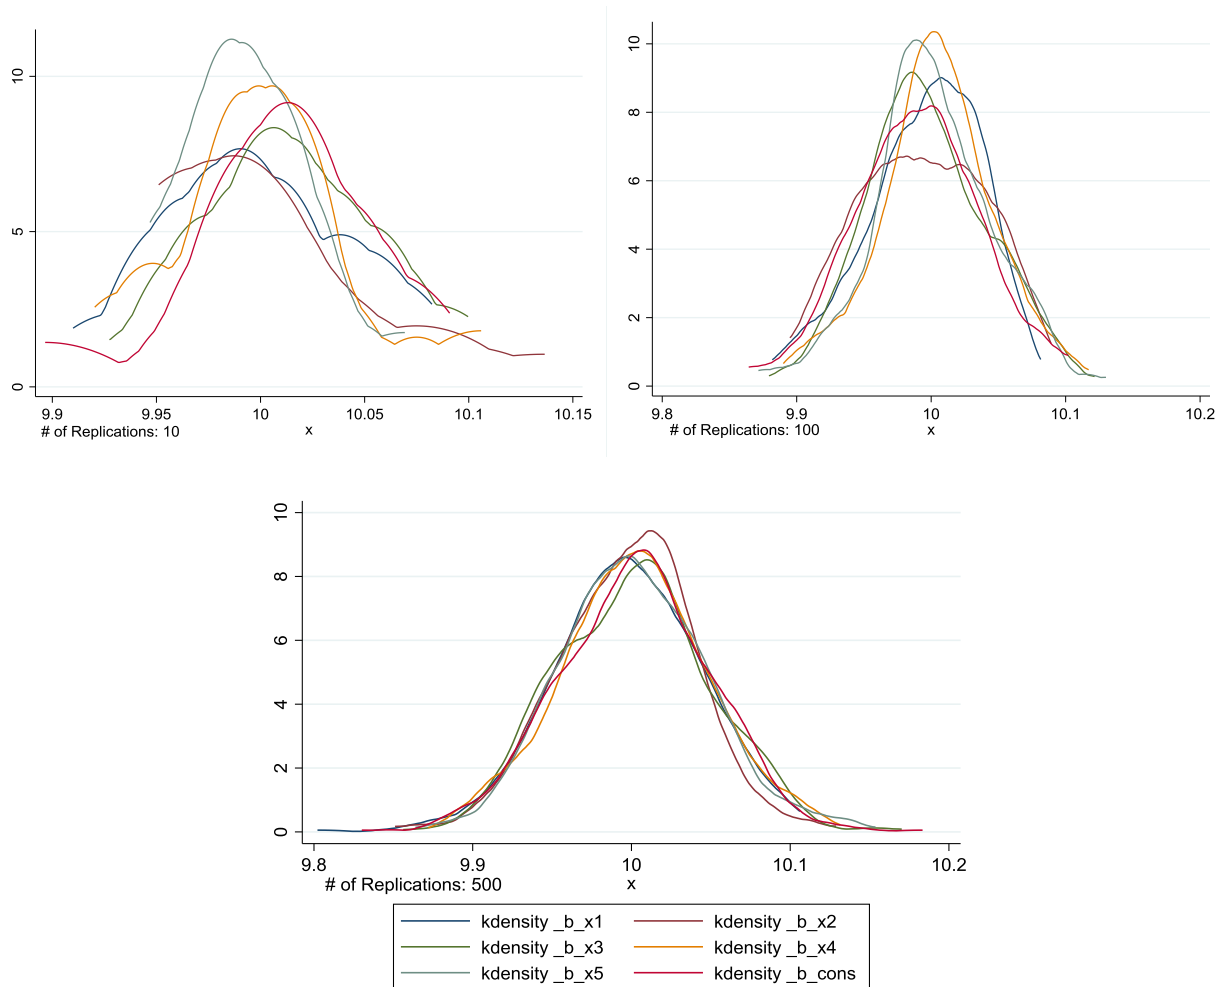 10
5
0
9.9 9.95 10 10.05 10.1 10.15
# of Replications: 10 x
10
8
6
4
2
0
9.8 9.9 10 10.1 10.2
# of Replications: 100 x
10
8
6
4
2
0
9.8 9.9 10 10.1 10.2
# of Replications: 500 x
kdensity _b_x1 kdensity _b_x2
kdensity _b_x3 kdensity _b_x4
kdensity _b_x5 kdensity _b_cons